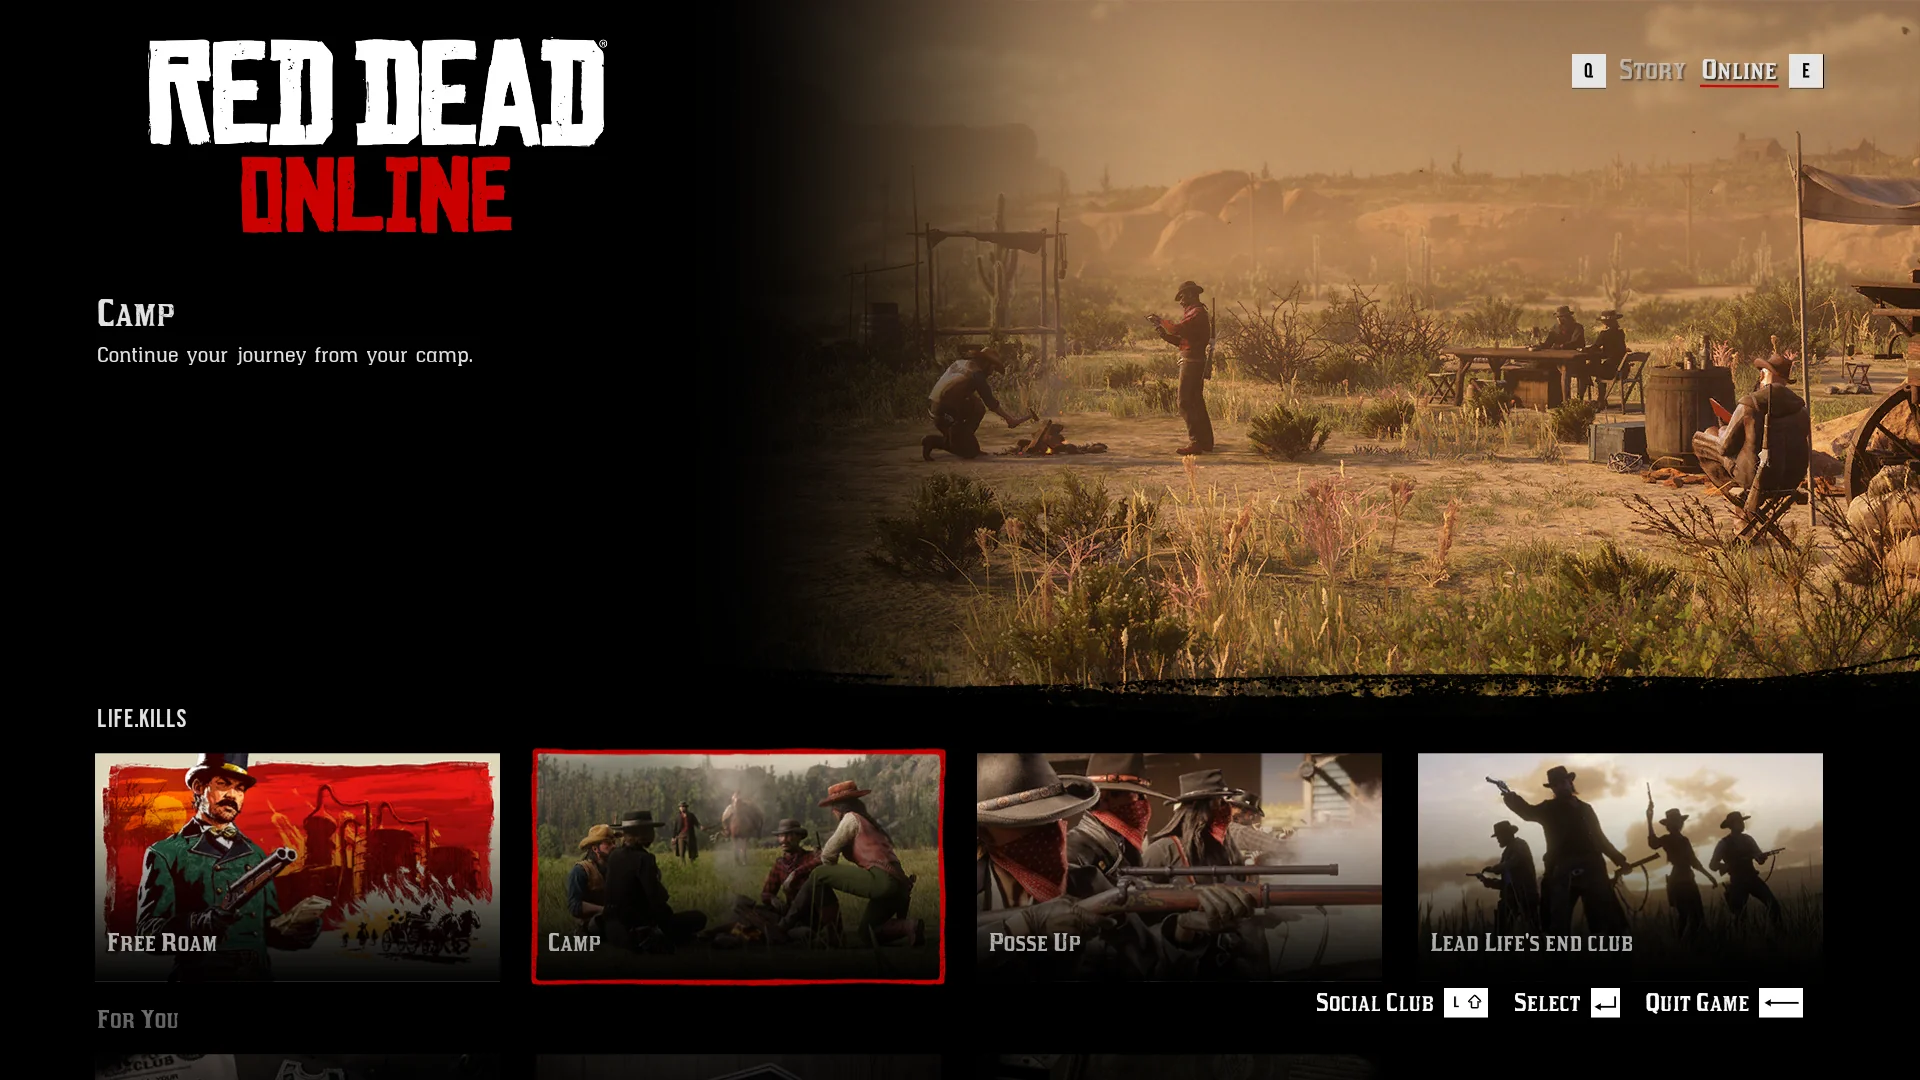 RED DEAD®
ONLINE
Q STORY ONLINE E
CAMP
Continue your journey from your camp.
LIFE.KILLS
FREE ROAM
CAMP
POSSE UP
LEAD LIFE'S END CLUB
SOCIAL CLUB L SELECT QUIT GAME
FOR YOU
CLUB